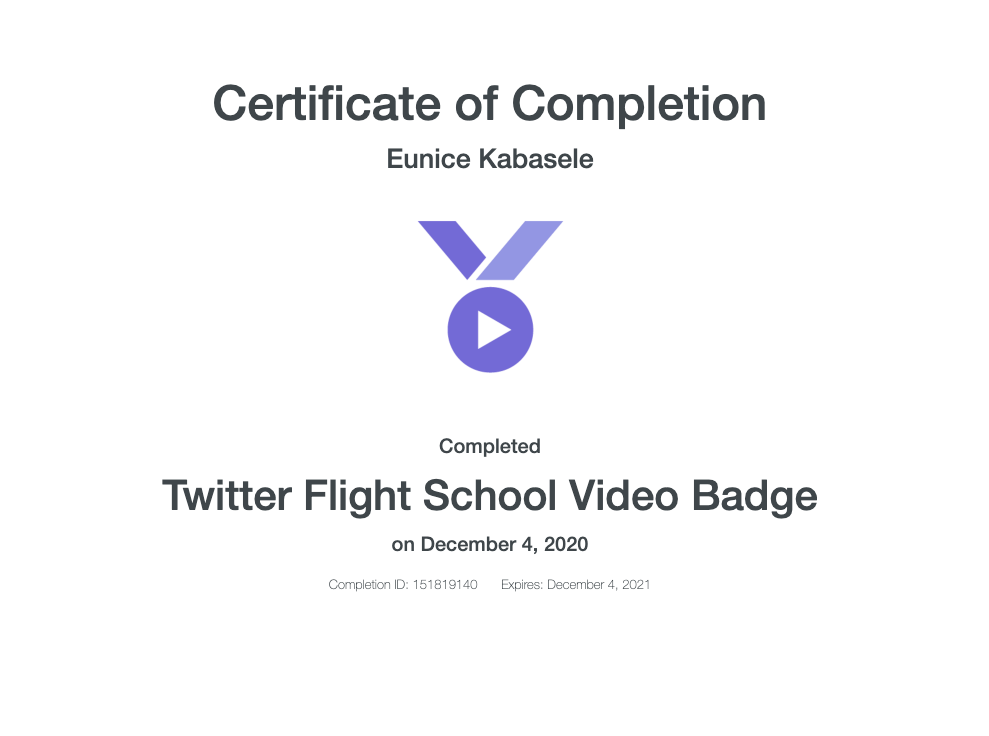 Certificate of Completion
Eunice Kabasele
Completed
Twitter Flight School Video Badge
on December 4, 2020
Completion ID: 151819140 Expires: December 4, 2021